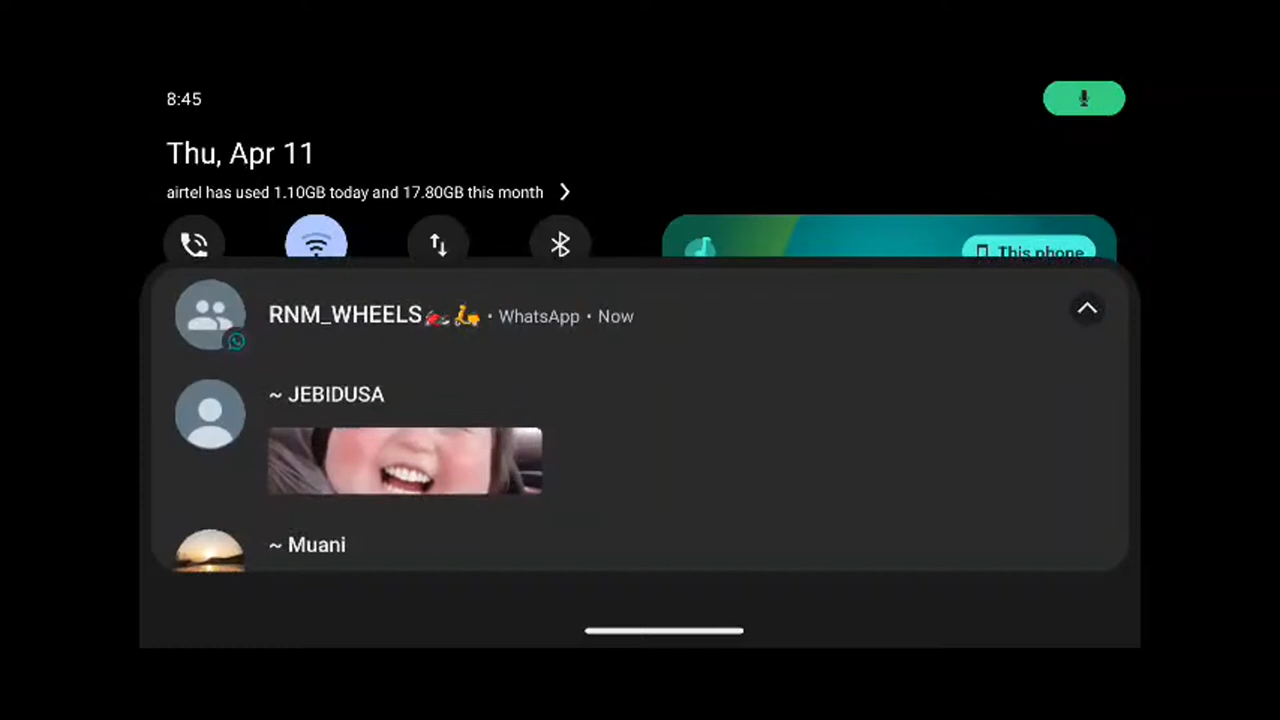 8:45
Thu, Apr 11
airtel has used 1.10GB today and 17.80GB this month
This phone
RNM_WHEELS🏍️🛵 • WhatsApp • Now
~ JEBIDUSA
~ Muani